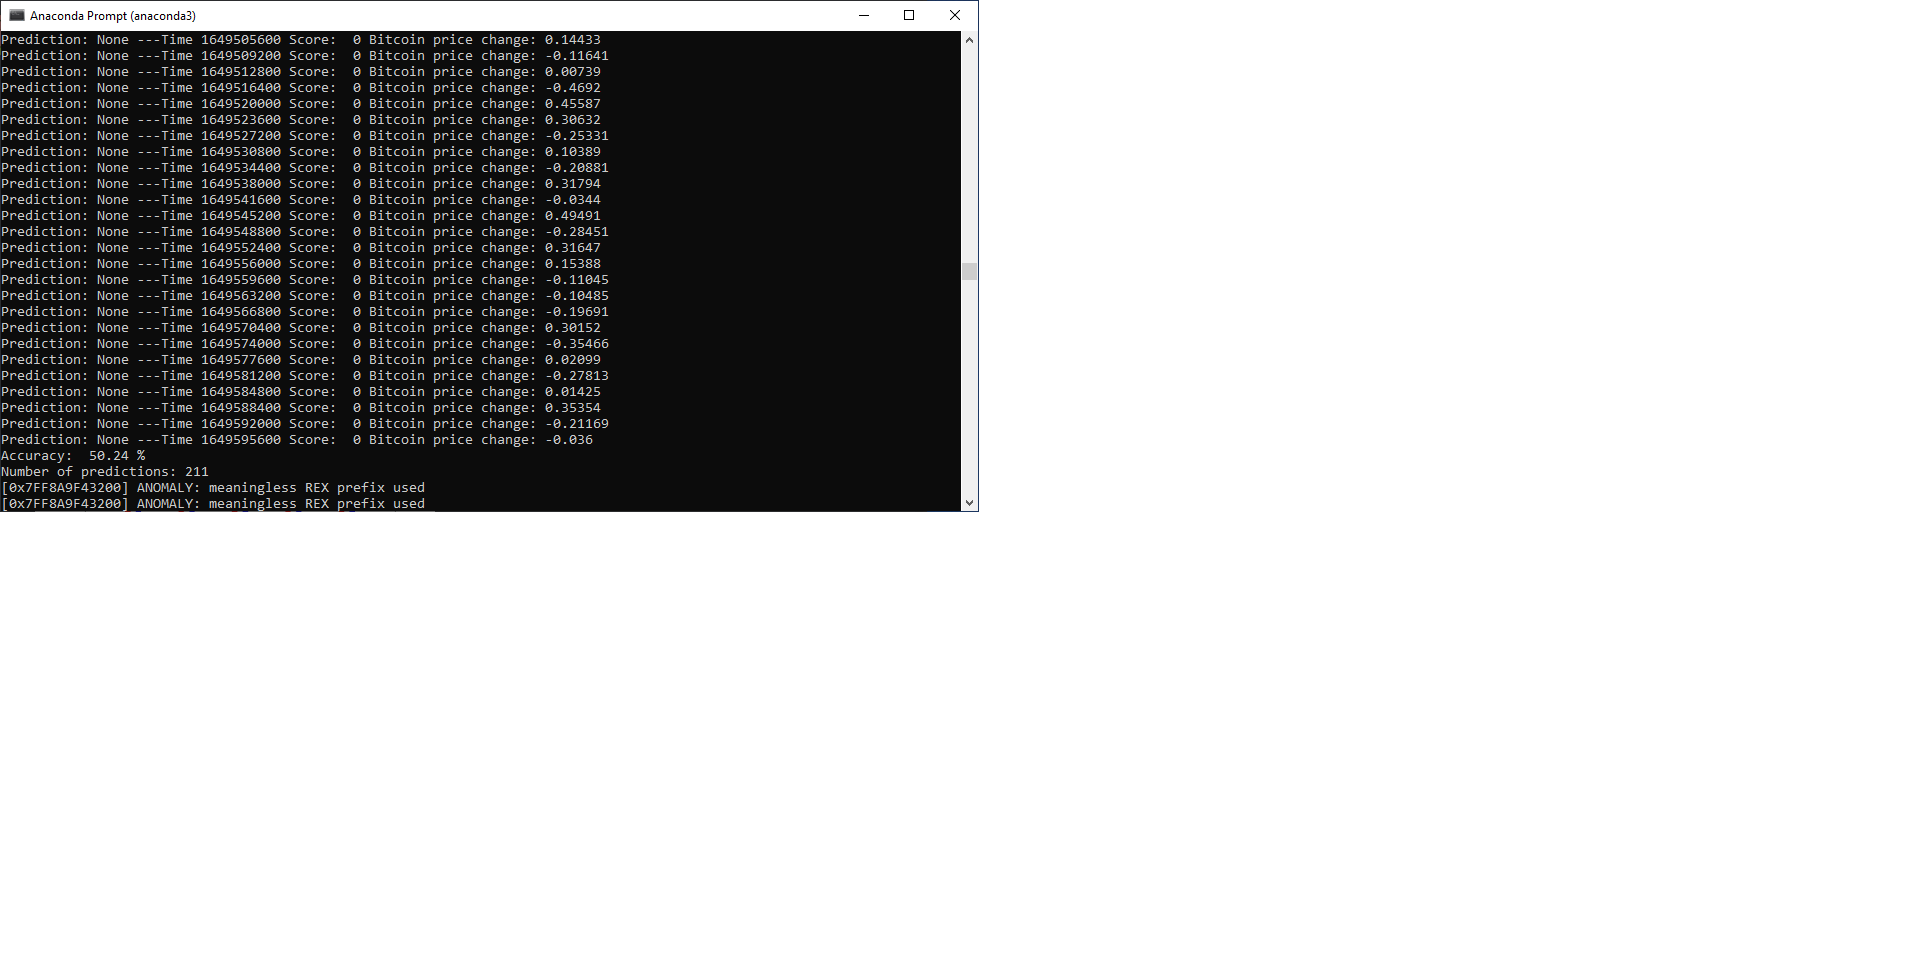 Anaconda Prompt (anaconda3)
Prediction: None ---Time 1649505600 Score:  0 Bitcoin price change: 0.14433
Prediction: None ---Time 1649509200 Score:  0 Bitcoin price change: -0.11641
Prediction: None ---Time 1649512800 Score:  0 Bitcoin price change: 0.00739
Prediction: None ---Time 1649516400 Score:  0 Bitcoin price change: -0.4692
Prediction: None ---Time 1649520000 Score:  0 Bitcoin price change: 0.45587
Prediction: None ---Time 1649523600 Score:  0 Bitcoin price change: 0.30632
Prediction: None ---Time 1649527200 Score:  0 Bitcoin price change: -0.25331
Prediction: None ---Time 1649530800 Score:  0 Bitcoin price change: 0.10389
Prediction: None ---Time 1649534400 Score:  0 Bitcoin price change: -0.20881
Prediction: None ---Time 1649538000 Score:  0 Bitcoin price change: 0.31794
Prediction: None ---Time 1649541600 Score:  0 Bitcoin price change: -0.0344
Prediction: None ---Time 1649545200 Score:  0 Bitcoin price change: 0.49491
Prediction: None ---Time 1649548800 Score:  0 Bitcoin price change: -0.28451
Prediction: None ---Time 1649552400 Score:  0 Bitcoin price change: 0.31647
Prediction: None ---Time 1649556000 Score:  0 Bitcoin price change: 0.15388
Prediction: None ---Time 1649559600 Score:  0 Bitcoin price change: -0.11045
Prediction: None ---Time 1649563200 Score:  0 Bitcoin price change: -0.10485
Prediction: None ---Time 1649566800 Score:  0 Bitcoin price change: -0.19691
Prediction: None ---Time 1649570400 Score:  0 Bitcoin price change: 0.30152
Prediction: None ---Time 1649574000 Score:  0 Bitcoin price change: -0.35466
Prediction: None ---Time 1649577600 Score:  0 Bitcoin price change: 0.02099
Prediction: None ---Time 1649581200 Score:  0 Bitcoin price change: -0.27813
Prediction: None ---Time 1649584800 Score:  0 Bitcoin price change: 0.01425
Prediction: None ---Time 1649588400 Score:  0 Bitcoin price change: 0.35354
Prediction: None ---Time 1649592000 Score:  0 Bitcoin price change: -0.21169
Prediction: None ---Time 1649595600 Score:  0 Bitcoin price change: -0.036
Accuracy:  50.24 %
Number of predictions: 211
[0x7FF8A9F43200] ANOMALY: meaningless REX prefix used
[0x7FF8A9F43200] ANOMALY: meaningless REX prefix used